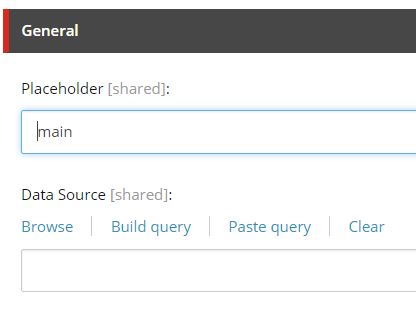 General
Placeholder [shared]:
main
Data Source [shared]:
Browse Build query Paste query Clear